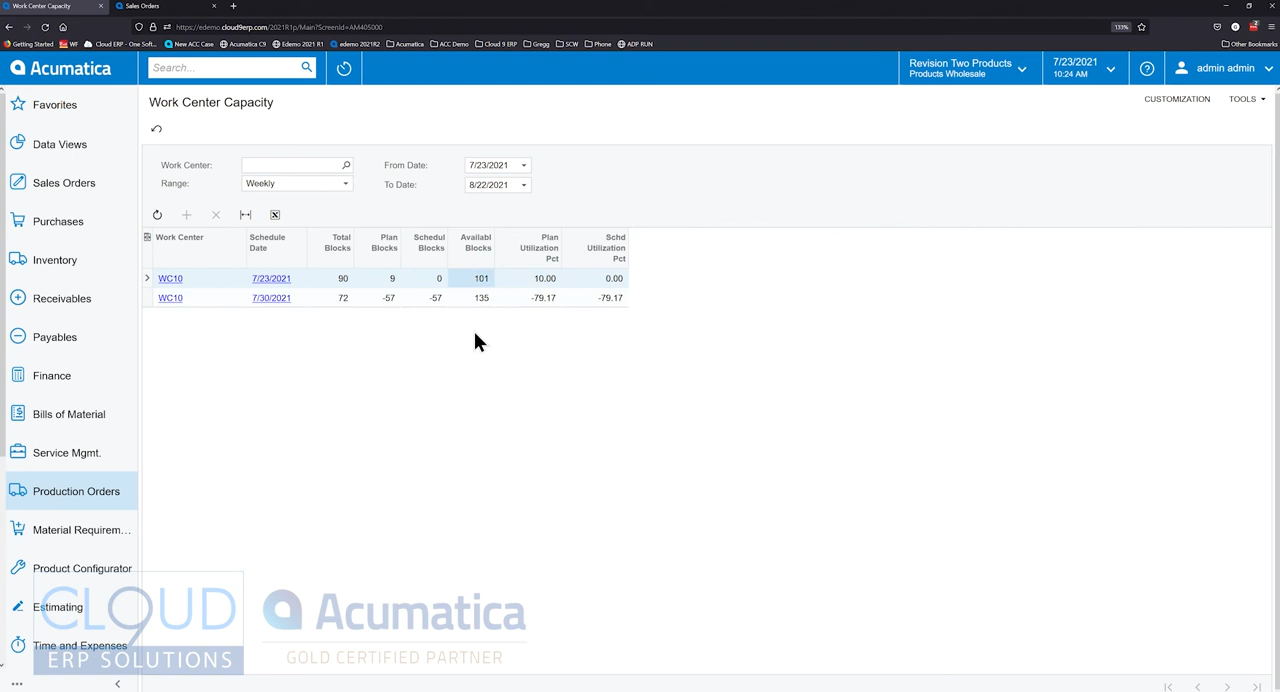 Work Center Capacity
Sales Orders
https://edemo.cloud9erp.com/2021R1p/Main?ScreenId=AM405000
133%
Getting Started
WF
Cloud ERP - One Soft...
New ACC Case
Acumatica C9
Edemo 2021 R1
edemo 2021R2
Acumatica
ACC Demo
Cloud 9 ERP
Gregg
SCW
Phone
ADP RUN
Other Bookmarks
Acumatica
Search...
Revision Two Products
Products Wholesale
7/23/2021
10:24 AM
admin admin
Favorites
Data Views
Sales Orders
Purchases
Inventory
Receivables
Payables
Finance
Bills of Material
Service Mgmt.
Production Orders
Material Requirem...
Product Configurator
Estimating
Time and Expenses
Work Center Capacity
CUSTOMIZATION
TOOLS
Work Center:
From Date:
7/23/2021
Range:
Weekly
To Date:
8/22/2021
Work Center
Schedule Date
Total Blocks
Plan Blocks
Schedul Blocks
Availabl Blocks
Plan Utilization Pct
Schd Utilization Pct
WC10 7/23/2021 90 9 0 101 10.00 0.00
WC10 7/30/2021 72 -57 -57 135 -79.17 -79.17
CLOUD 9
ERP SOLUTIONS
Acumatica
GOLD CERTIFIED PARTNER